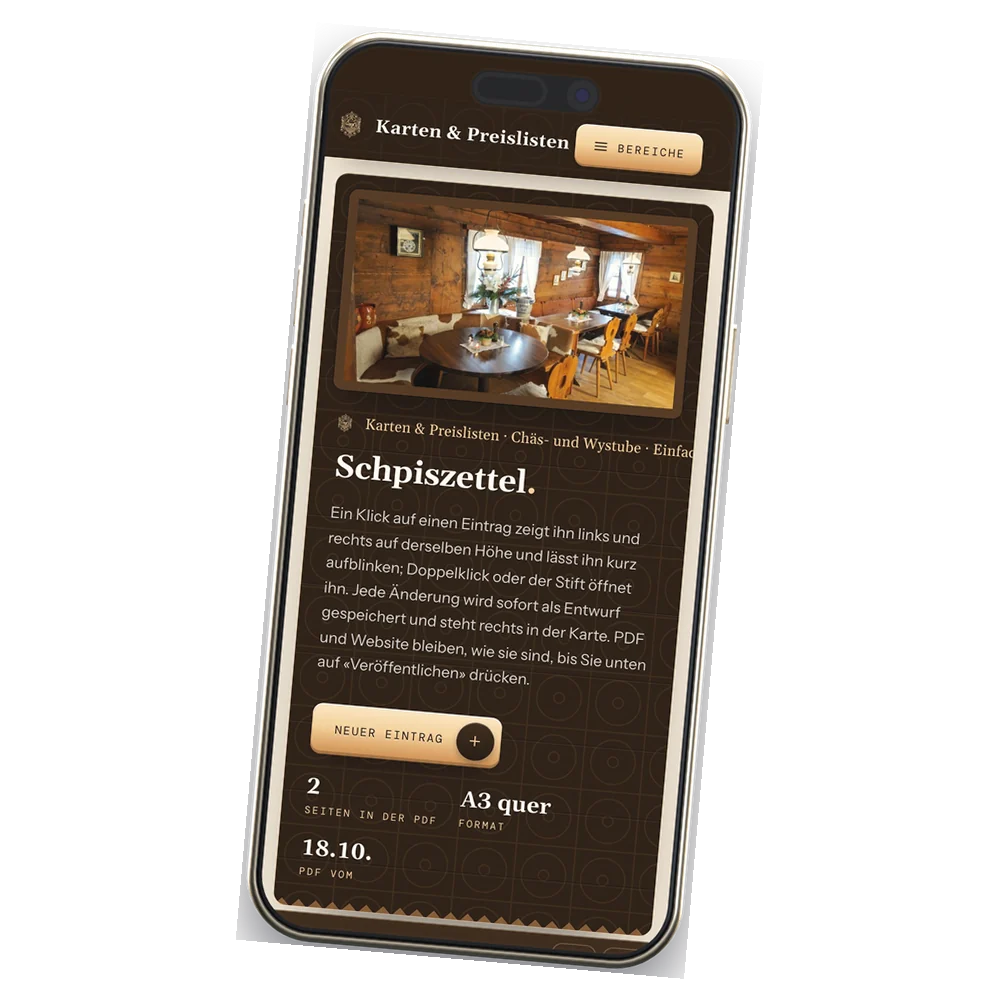 Karten & Preislisten
BEREICHE
Karten & Preislisten · Chäs- und Wystube · Einfac
Schpiszettel.
Ein Klick auf einen Eintrag zeigt ihn links und
rechts auf derselben Höhe und lässt ihn kurz
aufblinken; Doppelklick oder der Stift öffnet
ihn. Jede Änderung wird sofort als Entwurf
gespeichert und steht rechts in der Karte. PDF
und Website bleiben, wie sie sind, bis Sie unten
auf «Veröffentlichen» drücken.
NEUER EINTRAG
2
SEITEN IN DER PDF
A3 quer
FORMAT
18.10.
PDF VOM